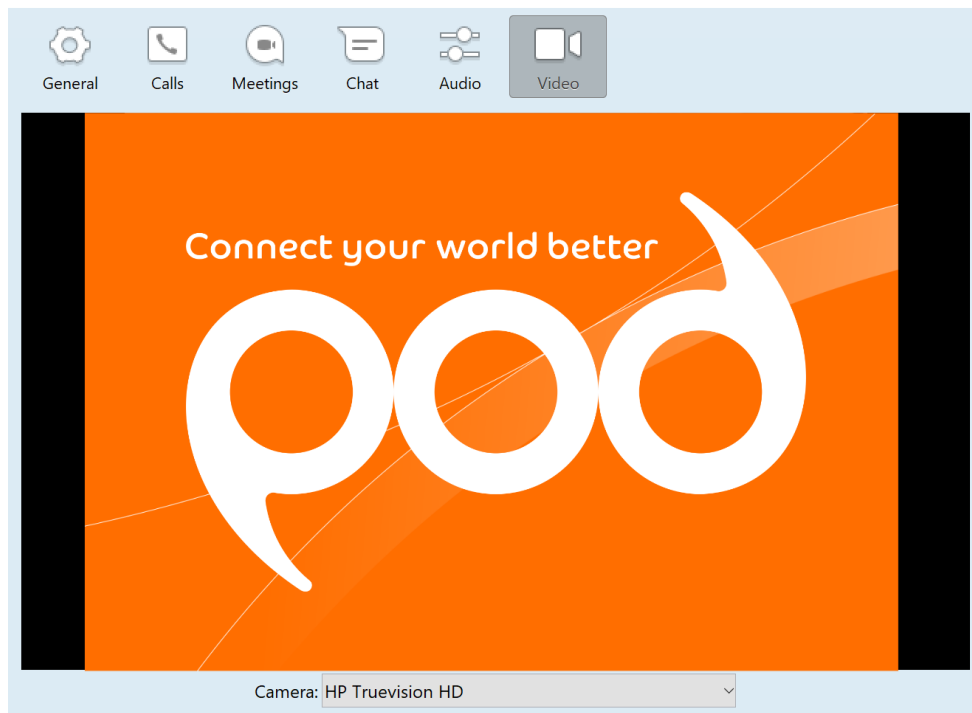 General Calls Meetings Chat Audio Video
Connect your world better
pod
Camera: HP Truevision HD